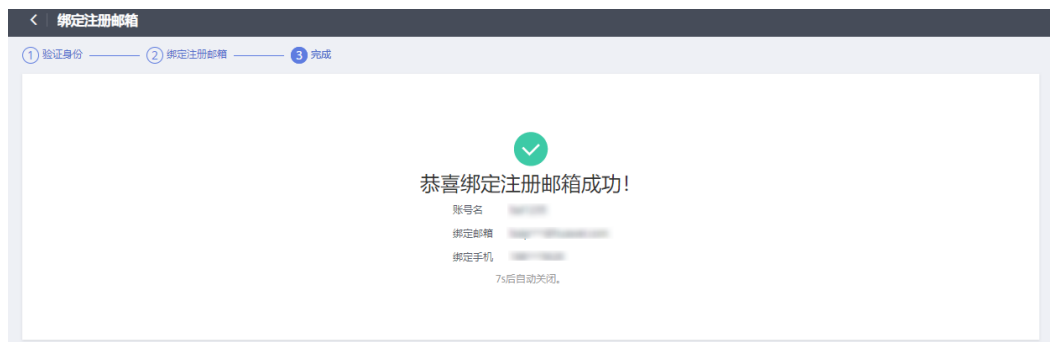 绑定注册邮箱
1 验证身份 2 绑定注册邮箱 3 完成
恭喜绑定注册邮箱成功！
账号名
绑定邮箱
绑定手机
7s后自动关闭。